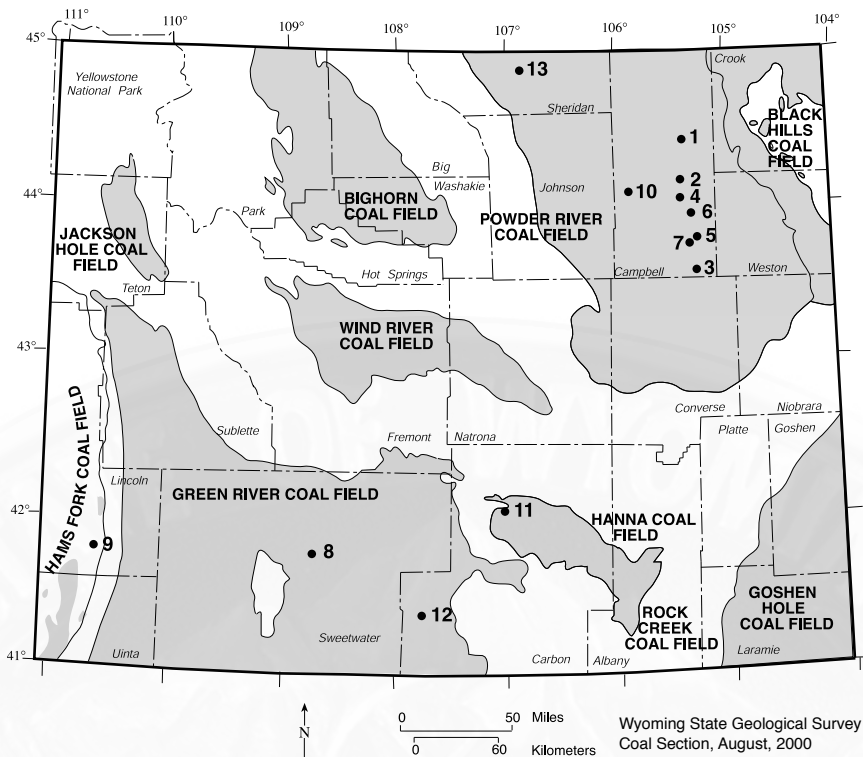 111°
110°
109°
108°
107°
106°
105°
104°
45°
Yellowstone
National Park
13
Crook
Sheridan
BLACK
HILLS
COAL
FIELD
1
Big
44°
2
Washakie
Johnson
10
4
BIGHORN
COAL FIELD
Park
6
POWDER RIVER
COAL FIELD
JACKSON
HOLE COAL
FIELD
5
7
Hot Springs
Campbell
3
Weston
Teton
WIND RIVER
COAL FIELD
43°
HAMS FORK COAL FIELD
Converse
Niobrara
Sublette
Fremont
Natrona
Platte
Goshen
Lincoln
GREEN RIVER COAL FIELD
42°
11
HANNA COAL
FIELD
9
8
GOSHEN
HOLE
COAL FIELD
12
ROCK
CREEK
COAL FIELD
Sweetwater
41°
Uinta
Carbon
Albany
Laramie
N
0 50 Miles
0 60 Kilometers
Wyoming State Geological Survey
Coal Section, August, 2000